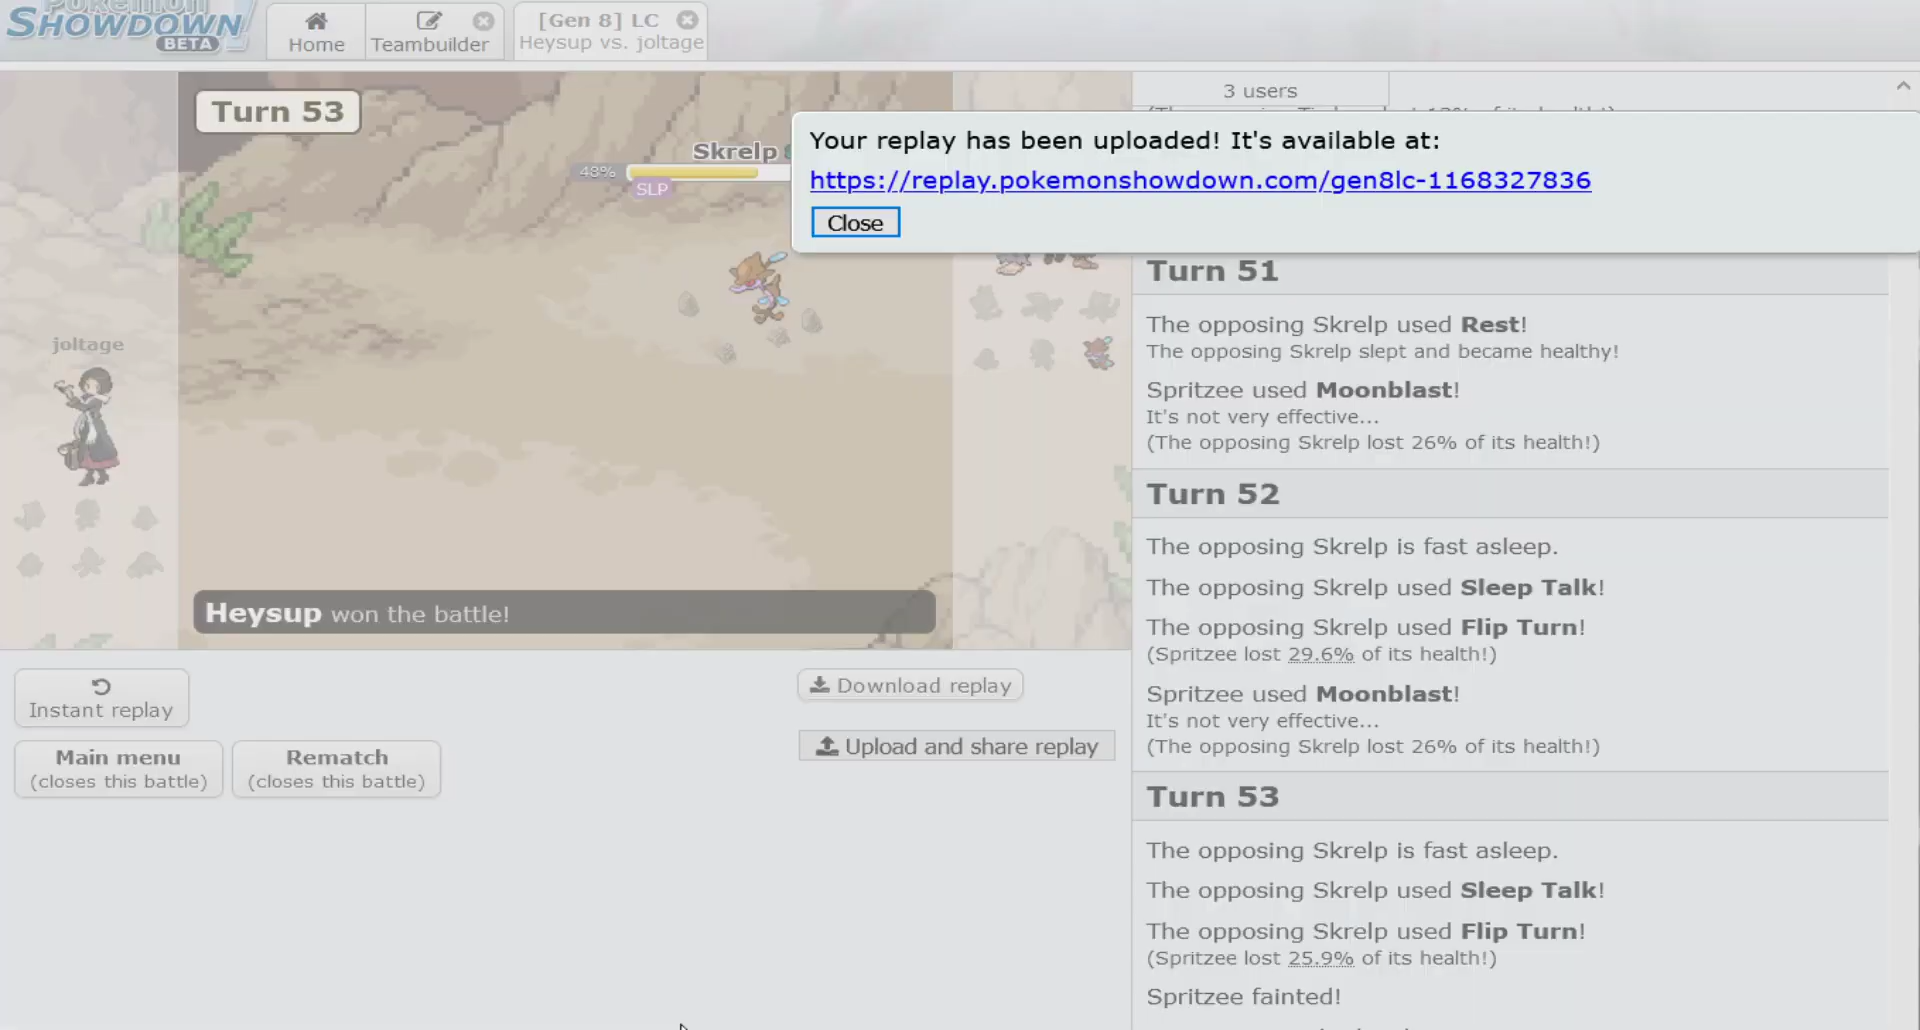 Pokémon
SHOWDOWN
BETA
Home
Teambuilder
[Gen 8] LC
Heysup vs. joltage
Turn 53
Skrelp
48%
SLP
joltage
Heysup won the battle!
Instant replay
Main menu
(closes this battle)
Rematch
(closes this battle)
Download replay
Upload and share replay
3 users
Your replay has been uploaded! It's available at:
https://replay.pokemonshowdown.com/gen8lc-1168327836
Close
Turn 51
The opposing Skrelp used Rest!
The opposing Skrelp slept and became healthy!
Spritzee used Moonblast!
It's not very effective...
(The opposing Skrelp lost 26% of its health!)
Turn 52
The opposing Skrelp is fast asleep.
The opposing Skrelp used Sleep Talk!
The opposing Skrelp used Flip Turn!
(Spritzee lost 29.6% of its health!)
Spritzee used Moonblast!
It's not very effective...
(The opposing Skrelp lost 26% of its health!)
Turn 53
The opposing Skrelp is fast asleep.
The opposing Skrelp used Sleep Talk!
The opposing Skrelp used Flip Turn!
(Spritzee lost 25.9% of its health!)
Spritzee fainted!